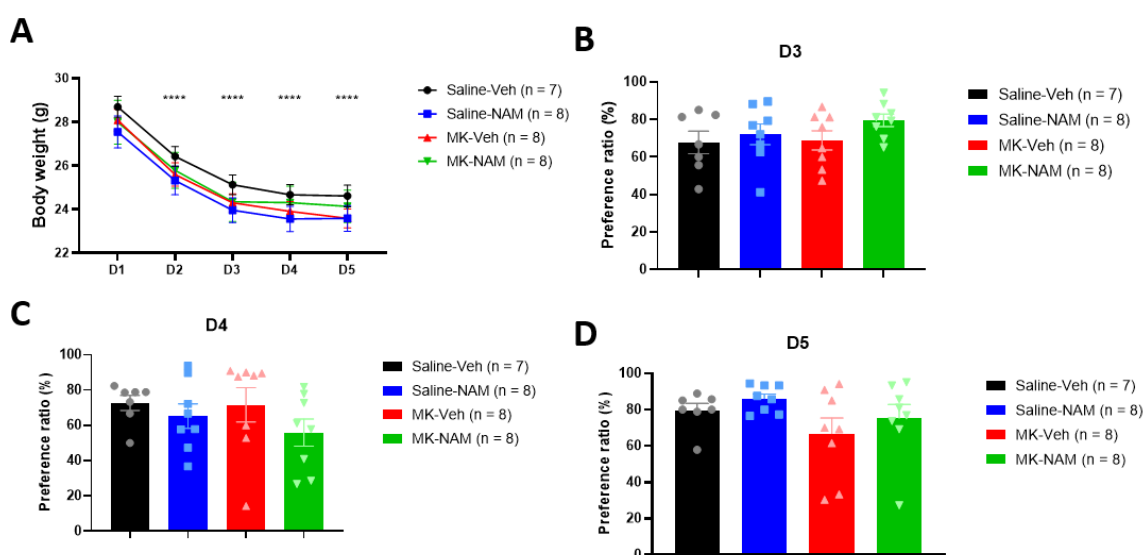 A
Body weight (g)
30
28
26
24
22
**** **** **** ****
D1 D2 D3 D4 D5
Saline-Veh (n = 7)
Saline-NAM (n = 8)
MK-Veh (n = 8)
MK-NAM (n = 8)
B
D3
Preference ratio (%)
100
80
60
40
20
0
Saline-Veh (n = 7)
Saline-NAM (n = 8)
MK-Veh (n = 8)
MK-NAM (n = 8)
C
D4
Preference ratio (%)
100
80
60
40
20
0
Saline-Veh (n = 7)
Saline-NAM (n = 8)
MK-Veh (n = 8)
MK-NAM (n = 8)
D
D5
Preference ratio (%)
100
80
60
40
20
0
Saline-Veh (n = 7)
Saline-NAM (n = 8)
MK-Veh (n = 8)
MK-NAM (n = 8)